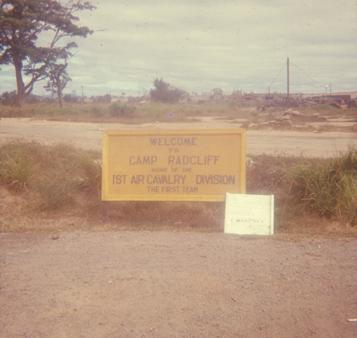 WELCOME
TO
CAMP RADCLIFF
HOME OF THE
1ST AIR CAVALRY DIVISION
THE FIRST TEAM